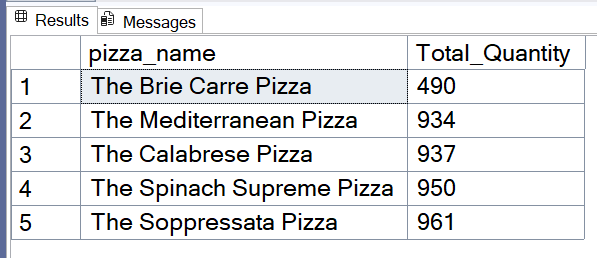 Results Messages
pizza_name Total_Quantity
1 The Brie Carre Pizza 490
2 The Mediterranean Pizza 934
3 The Calabrese Pizza 937
4 The Spinach Supreme Pizza 950
5 The Soppressata Pizza 961